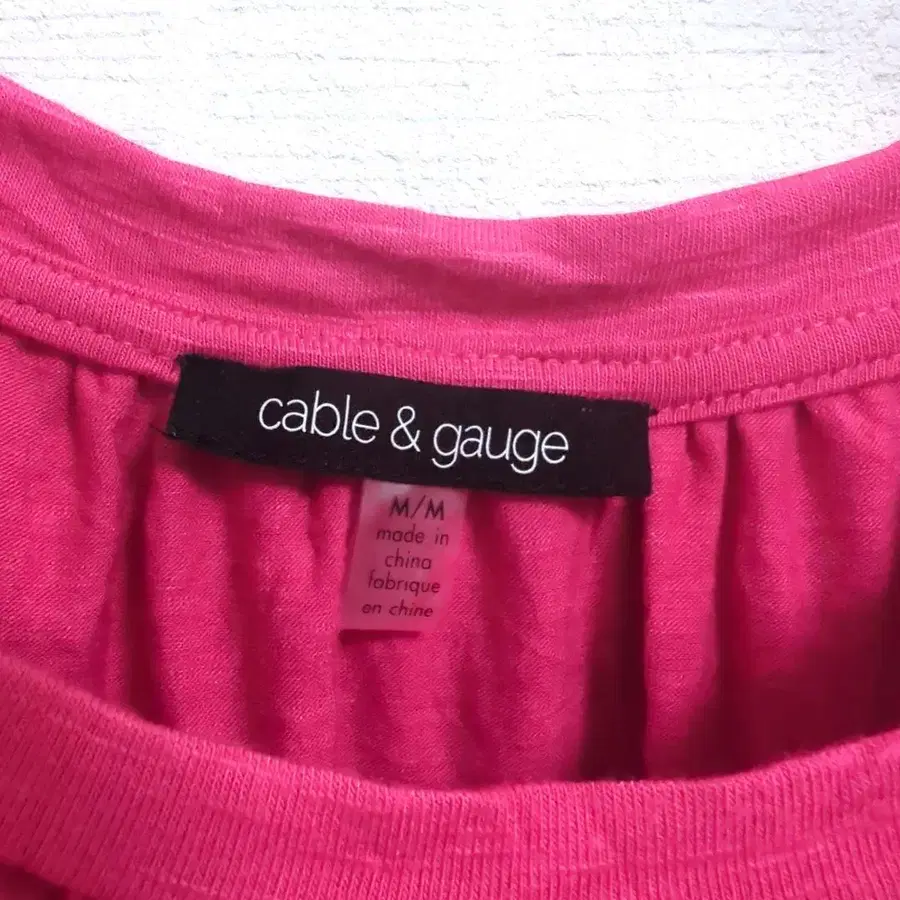 cable & gauge
M/M
made in
china
fabrique
en chine